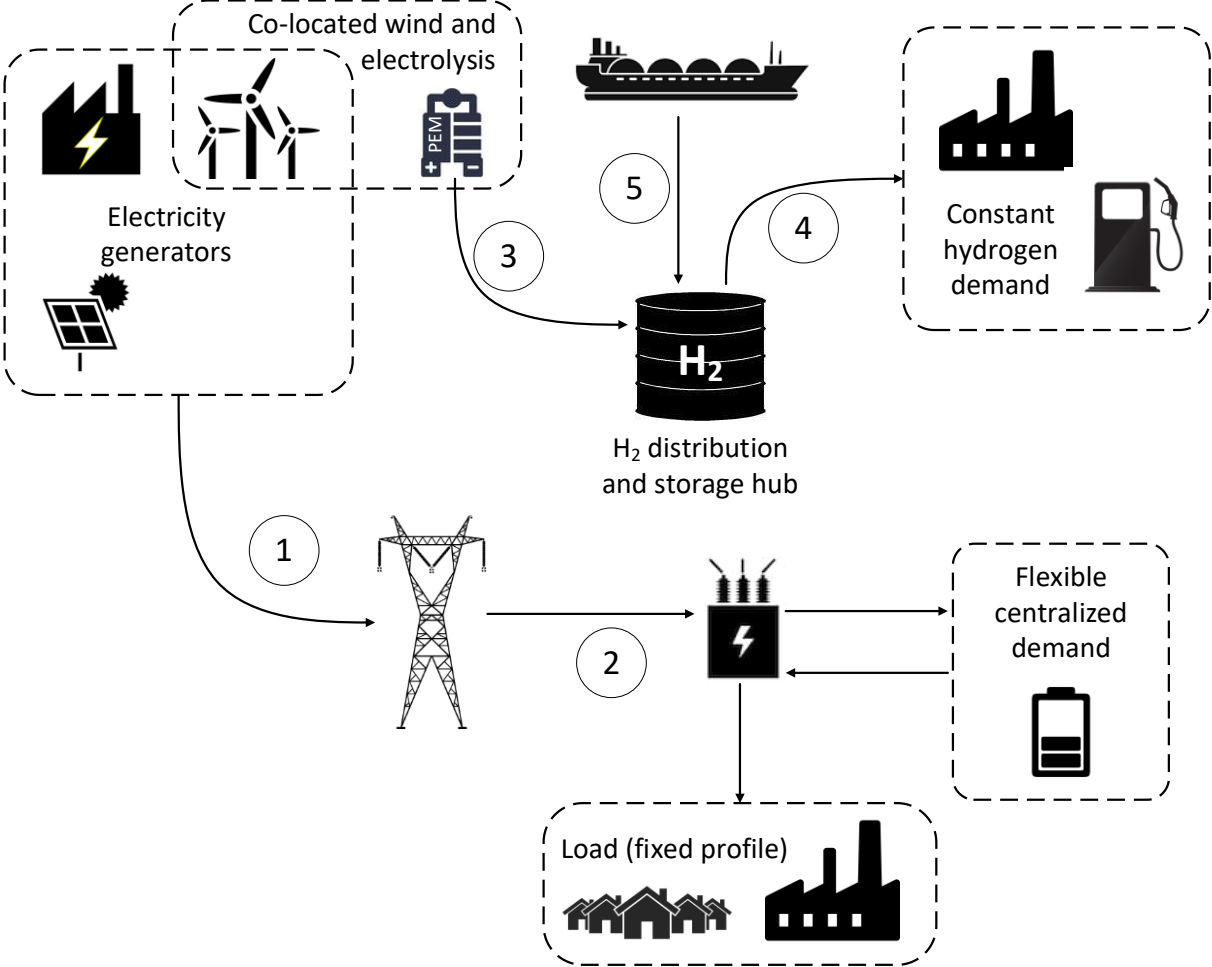 Co-located wind and
electrolysis
PEM
+ -
Electricity
generators
5
4
3
Constant
hydrogen
demand
H₂
H₂ distribution
and storage hub
1
2
Flexible
centralized
demand
Load (fixed profile)